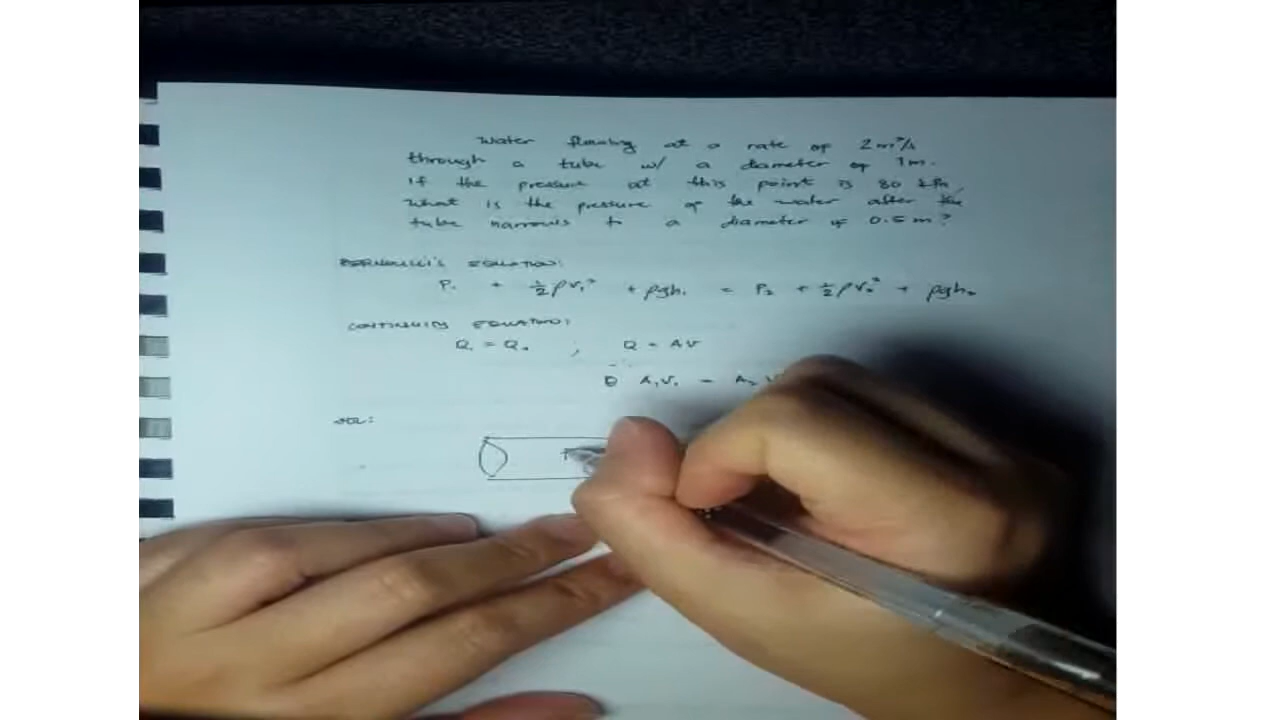 Water flowing at a rate of 2 m³/s
through a tube w/ a diameter of 1m.
If the pressure at this point is 80 kPa,
What is the pressure of the water after the
tube narrows to a diameter of 0.5 m?
BERNOULLI'S EQUATION:
P₁ + ½ρv₁² + ρgh₁ = P₂ + ½ρv₂² + ρgh₂
CONTINUITY EQUATION:
Q₁ = Q₂ ; Q = AV
A₁V₁ = A₂V